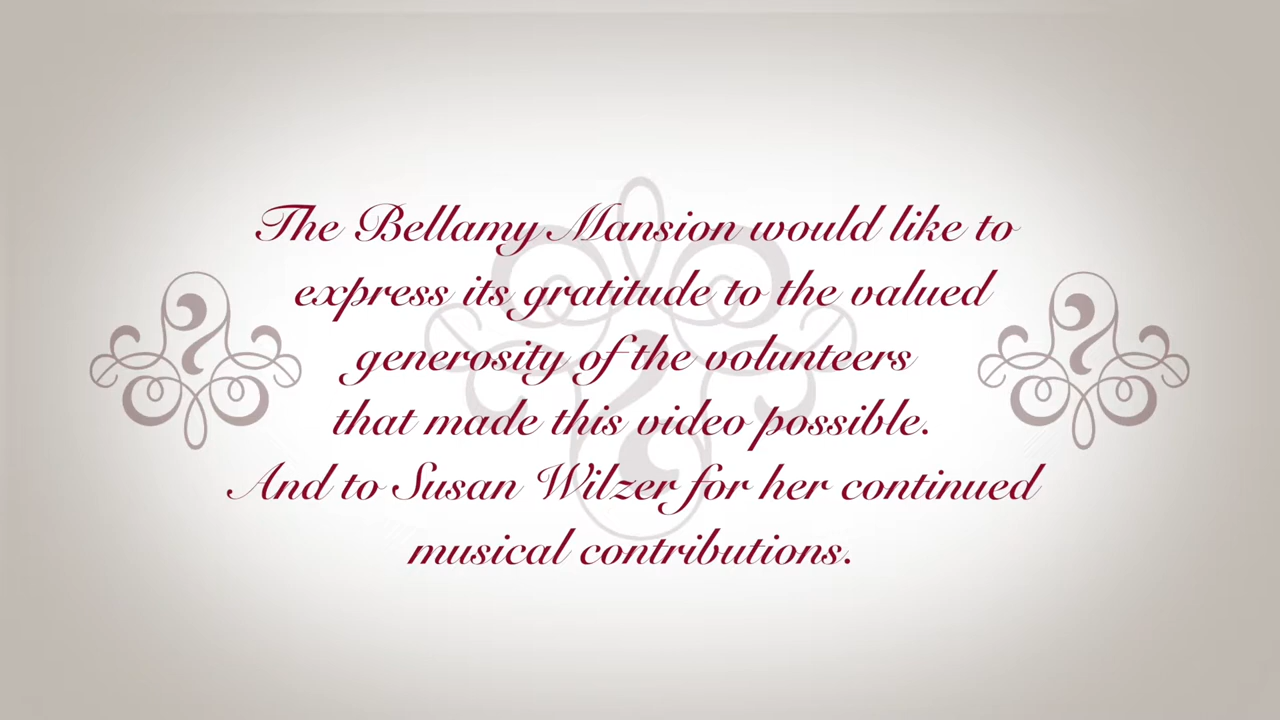 The Bellamy Mansion would like to
express its gratitude to the valued
generosity of the volunteers
that made this video possible.
And to Susan Wilzer for her continued
musical contributions.